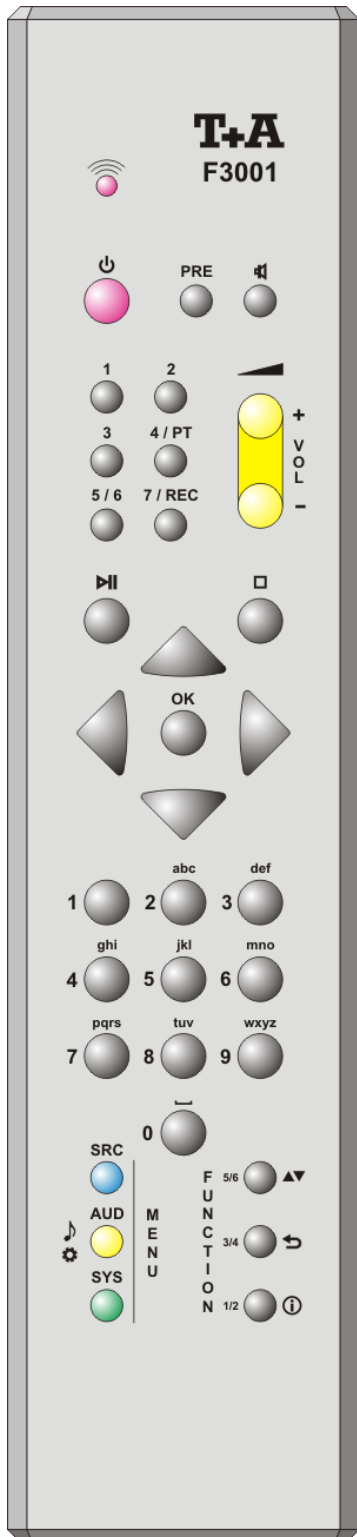 T+A
F3001
PRE
1 2
3 4 / PT
5 / 6 7 / REC
+
VOL
-
OK
abc def
1 2 3
ghi jkl mno
4 5 6
pqrs tuv wxyz
7 8 9
0
SRC
AUD
SYS
MENU
FUNCTION
5/6
3/4
1/2
i